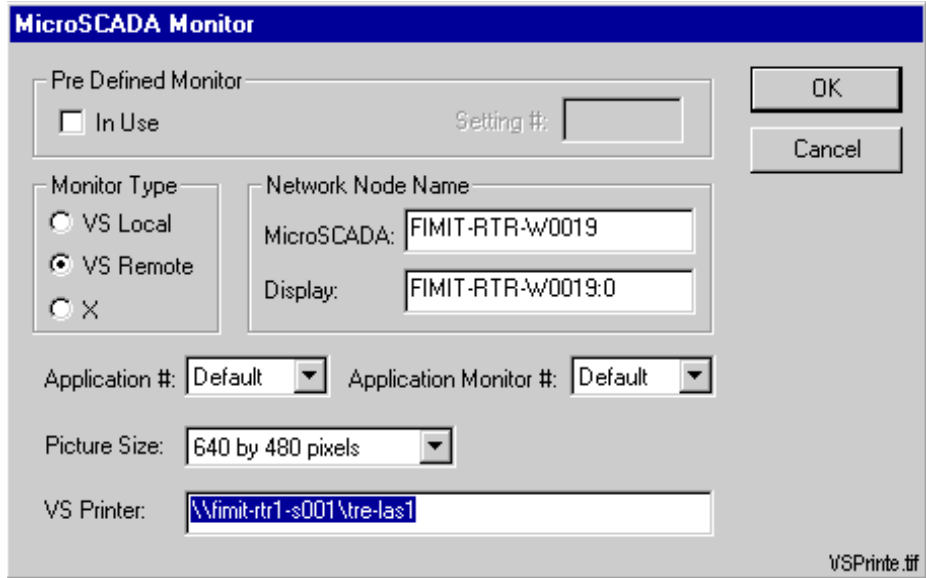 MicroSCADA Monitor
Pre Defined Monitor
In Use
Setting #:
OK
Cancel
Monitor Type
VS Local
VS Remote
X
Network Node Name
MicroSCADA: FIMIT-RTR-W0019
Display: FIMIT-RTR-W0019:0
Application #: Default Application Monitor #: Default
Picture Size: 640 by 480 pixels
VS Printer: \\fimit-rtr1-s001\tre-las1
VSPrinte.tif